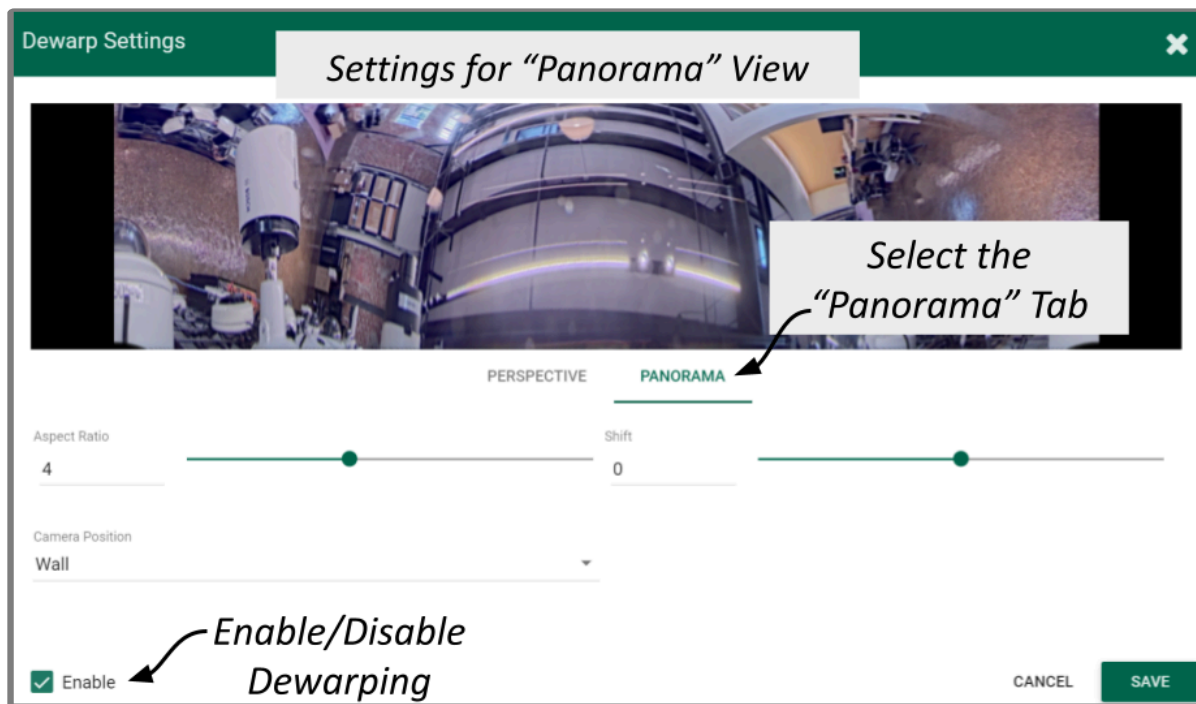 Dewarp Settings
Settings for “Panorama” View
Select the
“Panorama” Tab
PERSPECTIVE PANORAMA
Aspect Ratio
4
Shift
0
Camera Position
Wall
Enable/Disable
Dewarping
Enable
CANCEL SAVE